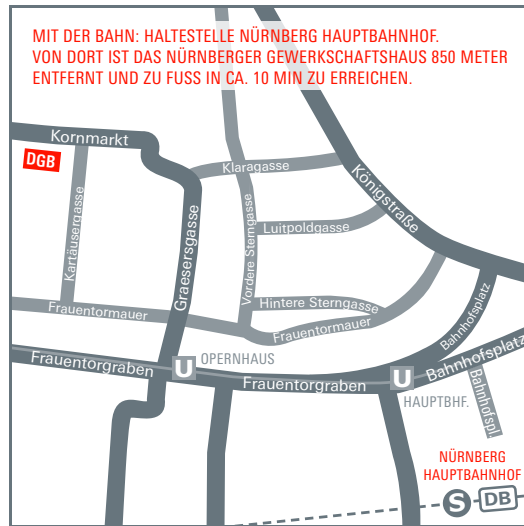 MIT DER BAHN: HALTESTELLE NÜRNBERG HAUPTBAHNHOF.
VON DORT IST DAS NÜRNBERGER GEWERKSCHAFTSHAUS 850 METER
ENTFERNT UND ZU FUSS IN CA. 10 MIN ZU ERREICHEN.
Kornmarkt
DGB
Klaragasse
Königstraße
Kartäusergasse
Graesersgasse
Vordere Sterngasse
Luitpoldgasse
Hintere Sterngasse
Frauentormauer
Frauentormauer
Bahnhofsplatz
Frauentorgraben
U
OPERNHAUS
Frauentorgraben
U
HAUPTBHF.
Bahnhofsplatz
Bahnhofspl.
NÜRNBERG
HAUPTBAHNHOF
S
DB